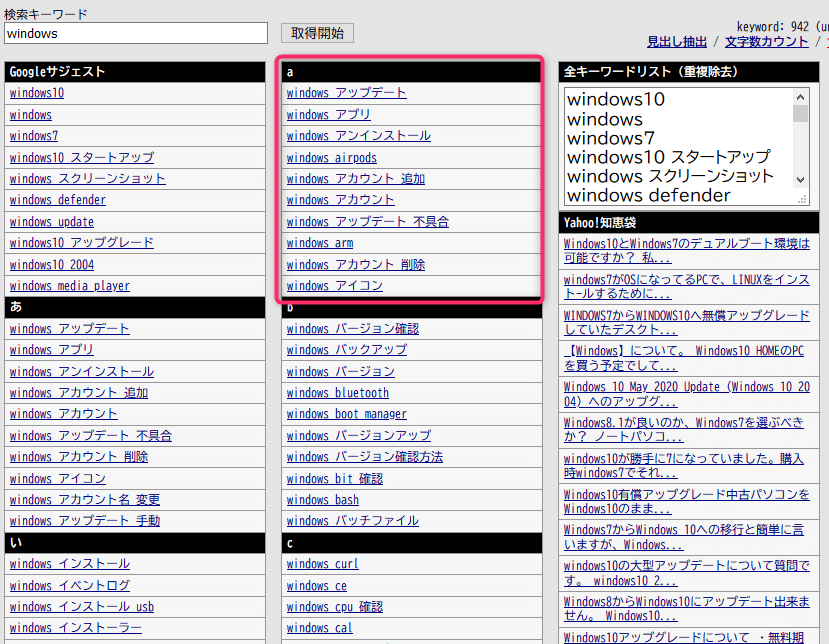 検索キーワード
windows
取得開始
keyword: 942 (ur
見出し抽出 / 文字数カウント /
Googleサジェスト
windows10
windows
windows7
windows10 スタートアップ
windows スクリーンショット
windows defender
windows update
windows10 アップグレード
windows10 2004
windows media player
あ
windows アップデート
windows アプリ
windows アンインストール
windows アカウント 追加
windows アカウント
windows アップデート 不具合
windows アカウント 削除
windows アイコン
windows アカウント名 変更
windows アップデート 手動
い
windows インストール
windows イベントログ
windows インストール usb
windows インストーラー
a
windows アップデート
windows アプリ
windows アンインストール
windows airpods
windows アカウント 追加
windows アカウント
windows アップデート 不具合
windows arm
windows アカウント 削除
windows アイコン
b
windows バージョン確認
windows バックアップ
windows バージョン
windows bluetooth
windows boot manager
windows バージョンアップ
windows バージョン確認方法
windows bit 確認
windows bash
windows バッチファイル
c
windows curl
windows ce
windows cpu 確認
windows cal
全キーワードリスト（重複除去）
windows10
windows
windows7
windows10 スタートアップ
windows スクリーンショット
windows defender
Yahoo!知恵袋
Windows10とWindows7のデュアルブート環境は
可能ですか？ 私...
windows7がOSになってるPCで、LINUXをインス
トールするために...
WINDOWS7からWINDOWS10へ無償アップグレード
していたデスクト...
【Windows】について。 Windows10 HOMEのPC
を買う予定でして...
Windows 10 May 2020 Update (Windows 10 20
04) へのアップグ...
Windows8.1が良いのか、Windows7を選ぶべき
か？ ノートパソコ...
windows10が勝手に7になっていました。購入
時windows7でそれ...
Windows10有償アップグレード中古パソコンを
Windows10のまま...
Windows7からWindows 10への移行と簡単に言
いますが、Windows...
windows10の大型アップデートについて質問で
す。 windows10 2...
Windows8からWindows10にアップデート出来ま
せん。 Windows10...
Windows10アップグレードについて ・無料期